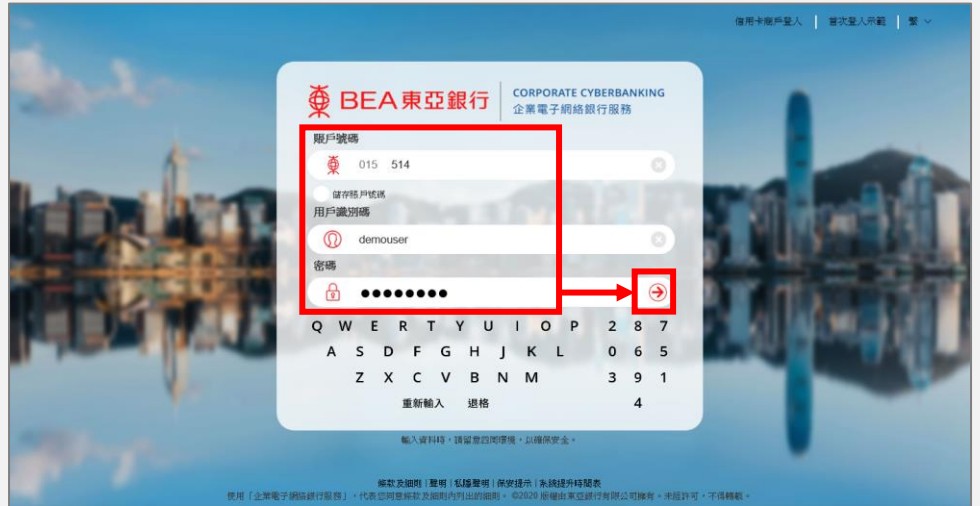 信用卡商戶登入 | 首次登入示範 | 繁
BEA東亞銀行 CORPORATE CYBERBANKING
企業電子網絡銀行服務
賬戶號碼
015 514
儲存賬戶號碼
用戶識別碼
demouser
密碼
●●●●●●●●
Q W E R T Y U I O P 2 8 7
A S D F G H J K L 0 6 5
Z X C V B N M 3 9 1
重新輸入 退格 4
輸入資料時,請留意四周環境,以確保安全。
條款及細則 | 聲明 | 私隱聲明 | 保安提示 | 系統提升時間表
使用「企業電子網絡銀行服務」,代表您同意條款及細則內列出的細則。 ©2020 版權由東亞銀行有限公司擁有。未經許可,不得轉載。